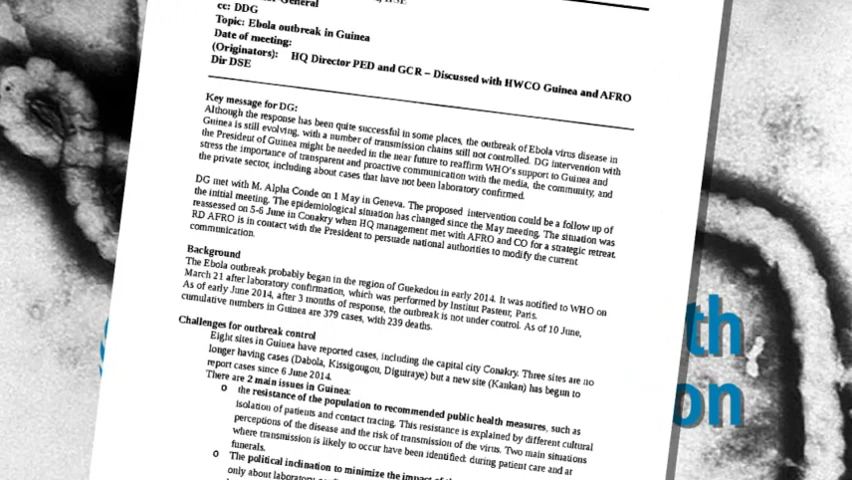 General
cc: DDG
Topic: Ebola outbreak in Guinea
Date of meeting:
(Originators): HQ Director PED and GCR – Discussed with HWCO Guinea and AFRO
Dir DSE
Key message for DG:
Although the response has been quite successful in some places, the outbreak of Ebola virus disease in
Guinea is still evolving, with a number of transmission chains still not controlled. DG intervention with
the President of Guinea might be needed in the near future to reaffirm WHO's support to Guinea and
stress the importance of transparent and proactive communication with the media, the community, and
the private sector, including about cases that have not been laboratory confirmed.
DG met with M. Alpha Conde on 1 May in Geneva. The proposed intervention could be a follow up of
the initial meeting. The epidemiological situation has changed since the May meeting. The situation was
reassessed on 5-6 June in Conakry when HQ management met with AFRO and CO for a strategic retreat.
RD AFRO is in contact with the President to persuade national authorities to modify the current
communication.
Background
The Ebola outbreak probably began in the region of Guekedou in early 2014. It was notified to WHO on
March 21 after laboratory confirmation, which was performed by Institut Pasteur, Paris.
As of early June 2014, after 3 months of response, the outbreak is not under control. As of 10 June,
cumulative numbers in Guinea are 379 cases, with 239 deaths.
Challenges for outbreak control
Eight sites in Guinea have reported cases, including the capital city Conakry. Three sites are no
longer having cases (Dabola, Kissigougou, Diguiraye) but a new site (Kankan) has begun to
report cases since 6 June 2014.
There are 2 main issues in Guinea:
o the resistance of the population to recommended public health measures, such as
isolation of patients and contact tracing. This resistance is explained by different cultural
perceptions of the disease and the risk of transmission of the virus. Two main situations
where transmission is likely to occur have been identified: during patient care and at
funerals.
o The political inclination to minimize the impact of
only about
th
on